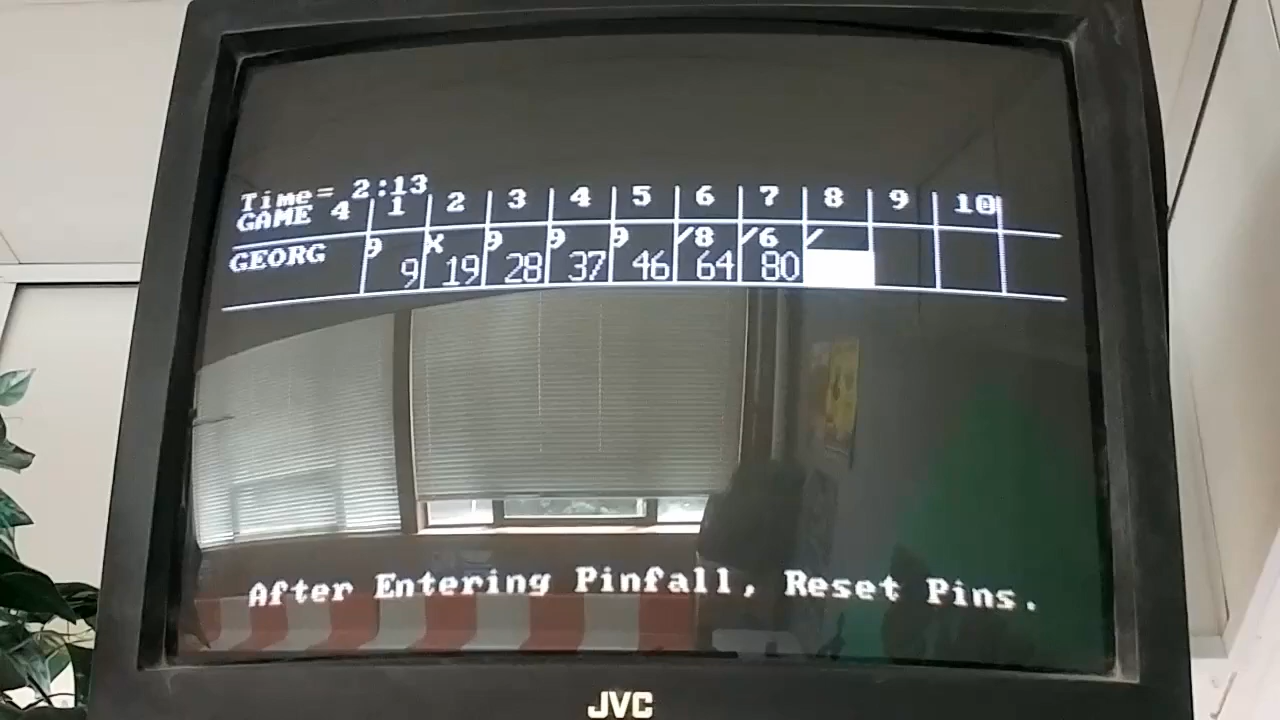 Time= 2:13
GAME 4 1 2 3 4 5 6 7 8 9 10
GEORG 9 X 9 9 9 /8 /6 /
9 19 28 37 46 64 80
After Entering Pinfall, Reset Pins.
JVC